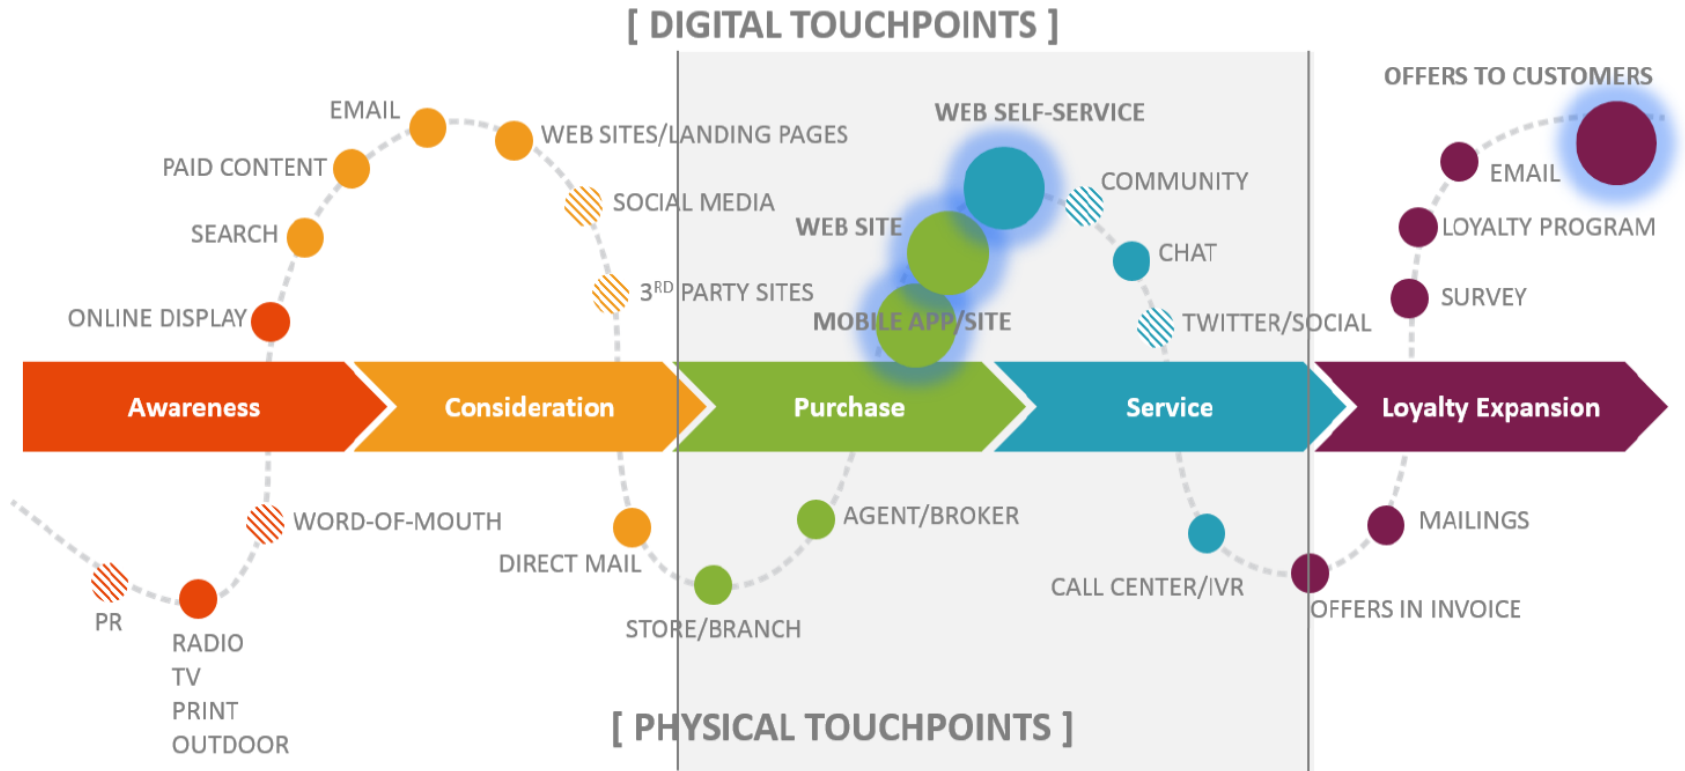 [ DIGITAL TOUCHPOINTS ]
OFFERS TO CUSTOMERS
EMAIL
WEB SELF-SERVICE
WEB SITES/LANDING PAGES
PAID CONTENT
COMMUNITY
EMAIL
SOCIAL MEDIA
SEARCH
WEB SITE
LOYALTY PROGRAM
CHAT
3RD PARTY SITES
SURVEY
ONLINE DISPLAY
MOBILE APP/SITE
TWITTER/SOCIAL
Awareness
Consideration
Purchase
Service
Loyalty Expansion
WORD-OF-MOUTH
AGENT/BROKER
MAILINGS
DIRECT MAIL
CALL CENTER/IVR
OFFERS IN INVOICE
PR
STORE/BRANCH
RADIO
TV
PRINT
OUTDOOR
[ PHYSICAL TOUCHPOINTS ]